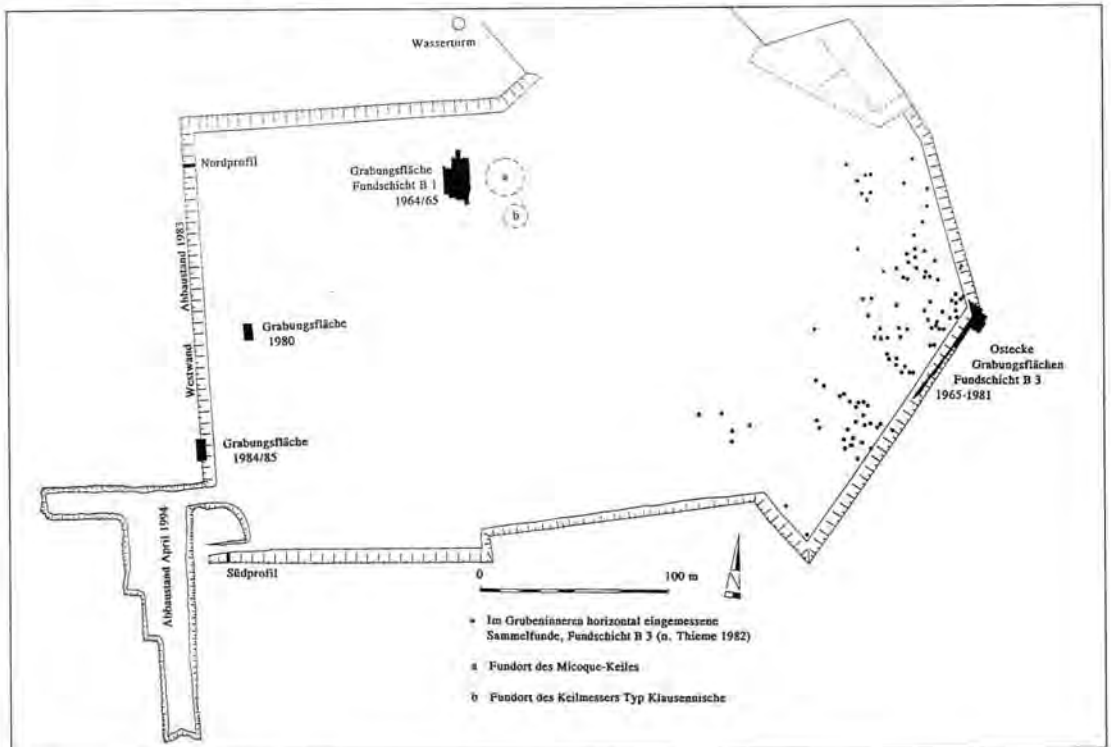 Wasserturm
Nordprofil
Grabungsfläche
Fundschicht B 1
1964/65
a
b
Abbaustand 1983
Westwand
Grabungsfläche
1980
Ostecke
Grabungsflächen
Fundschicht B 3
1965-1981
Grabungsfläche
1984/85
Abbaustand April 1994
Südprofil
0
100 m
N
Im Grubeninneren horizontal eingemessene
Sammelfunde, Fundschicht B 3 (n. Thieme 1982)
a Fundort des Micoque-Keiles
b Fundort des Keilmessers Typ Klausennische